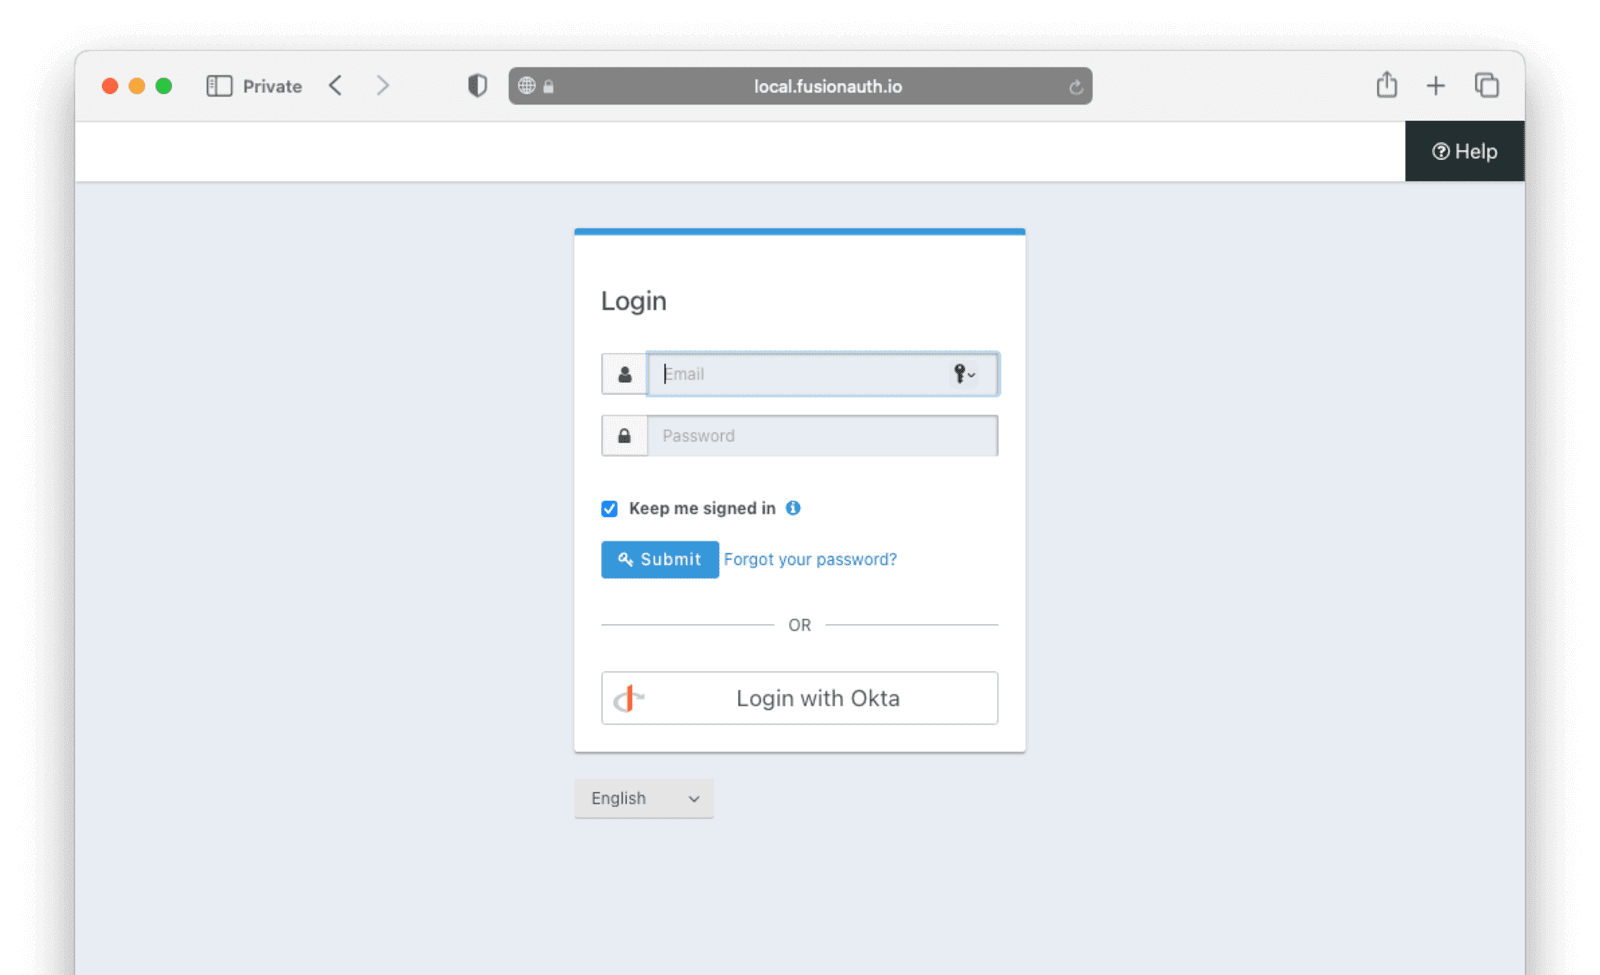 Private
local.fusionauth.io
Help
Login
Email
Password
Keep me signed in
Submit Forgot your password?
OR
Login with Okta
English